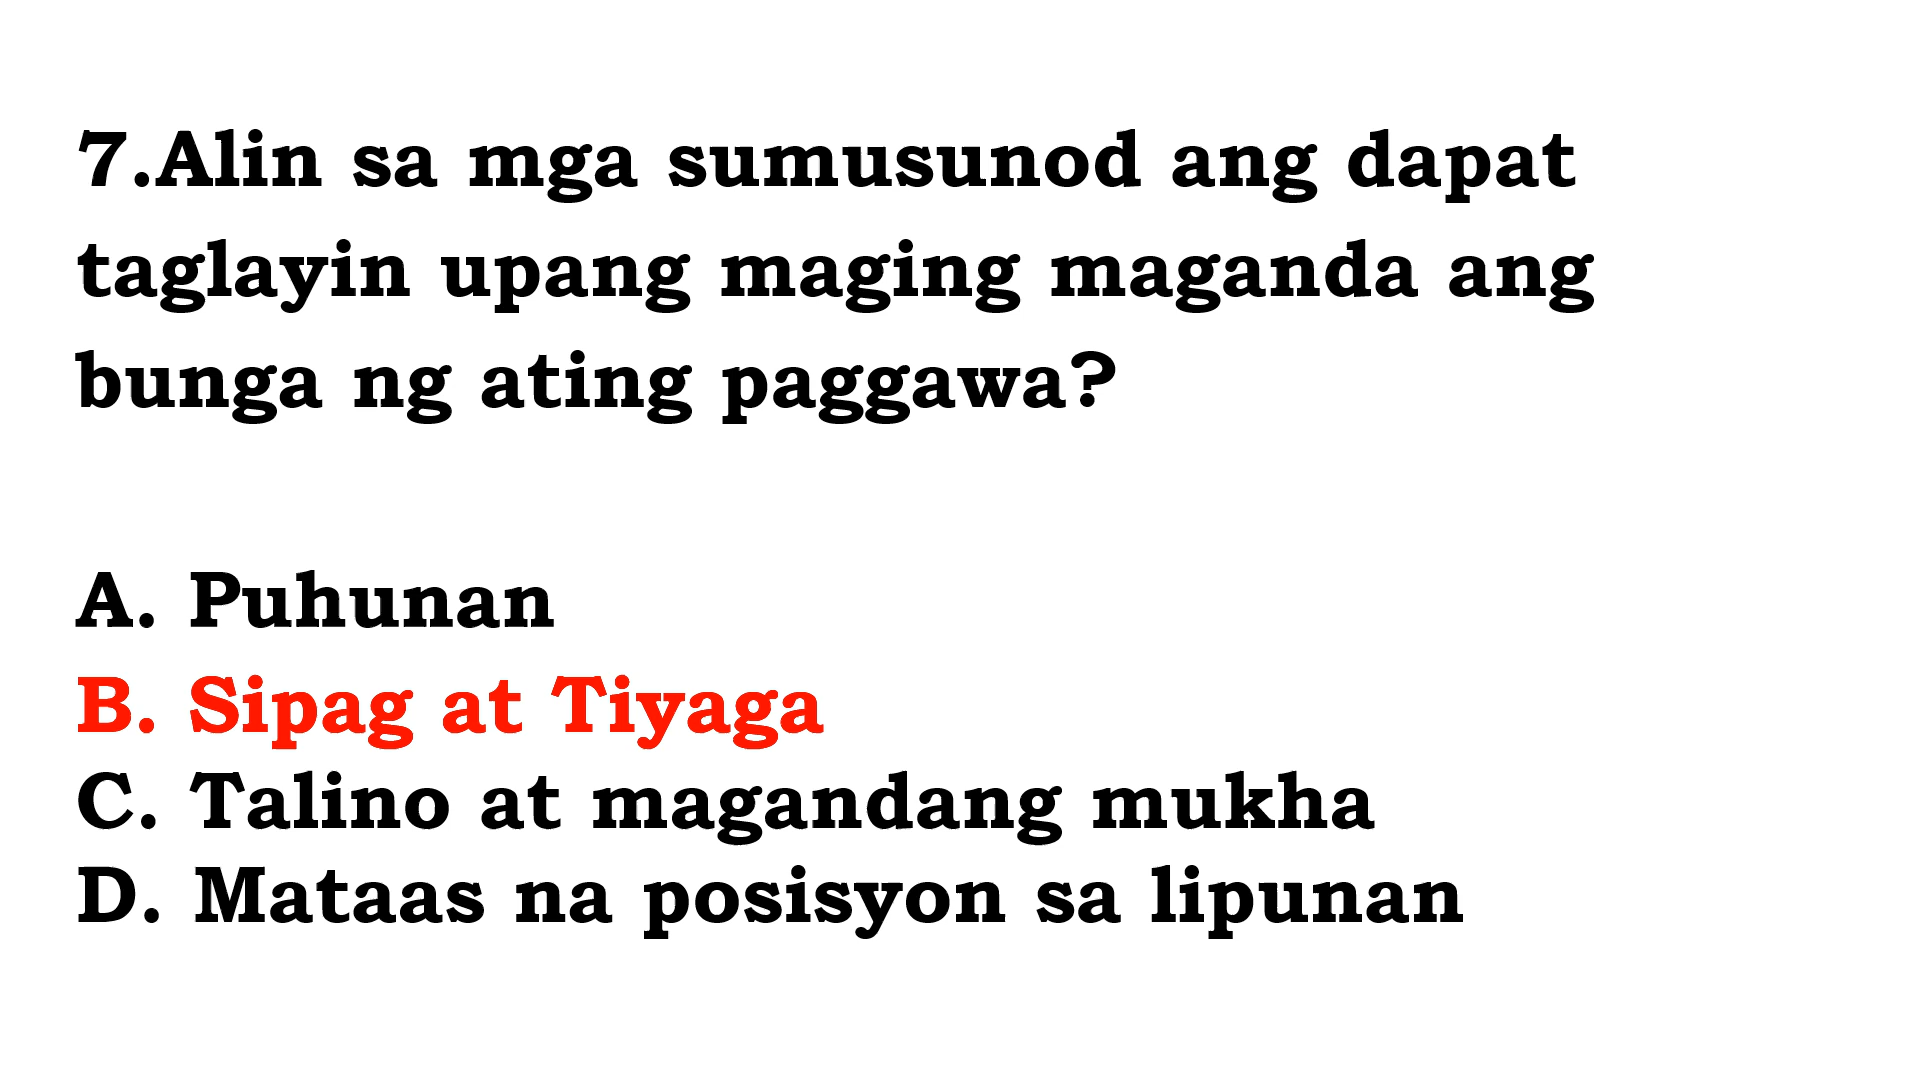 7.Alin sa mga sumusunod ang dapat
taglayin upang maging maganda ang
bunga ng ating paggawa?
A. Puhunan
B. Sipag at Tiyaga
C. Talino at magandang mukha
D. Mataas na posisyon sa lipunan